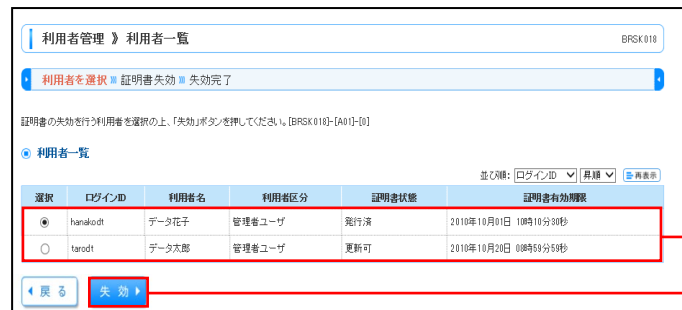 利用者管理 》 利用者一覧 BRSK018
利用者を選択 》》 証明書失効 》》 失効完了
証明書の失効を行う利用者を選択の上、「失効」ボタンを押してください。[BRSK018]-[A01]-[0]
利用者一覧
並び順: ログインID 昇順 再表示
選択 ログインID 利用者名 利用者区分 証明書状態 証明書有効期限
hanakodt データ花子 管理者ユーザ 発行済 2010年10月01日 10時10分30秒
tarodt データ太郎 管理者ユーザ 更新可 2010年10月20日 08時59分59秒
戻る 失効